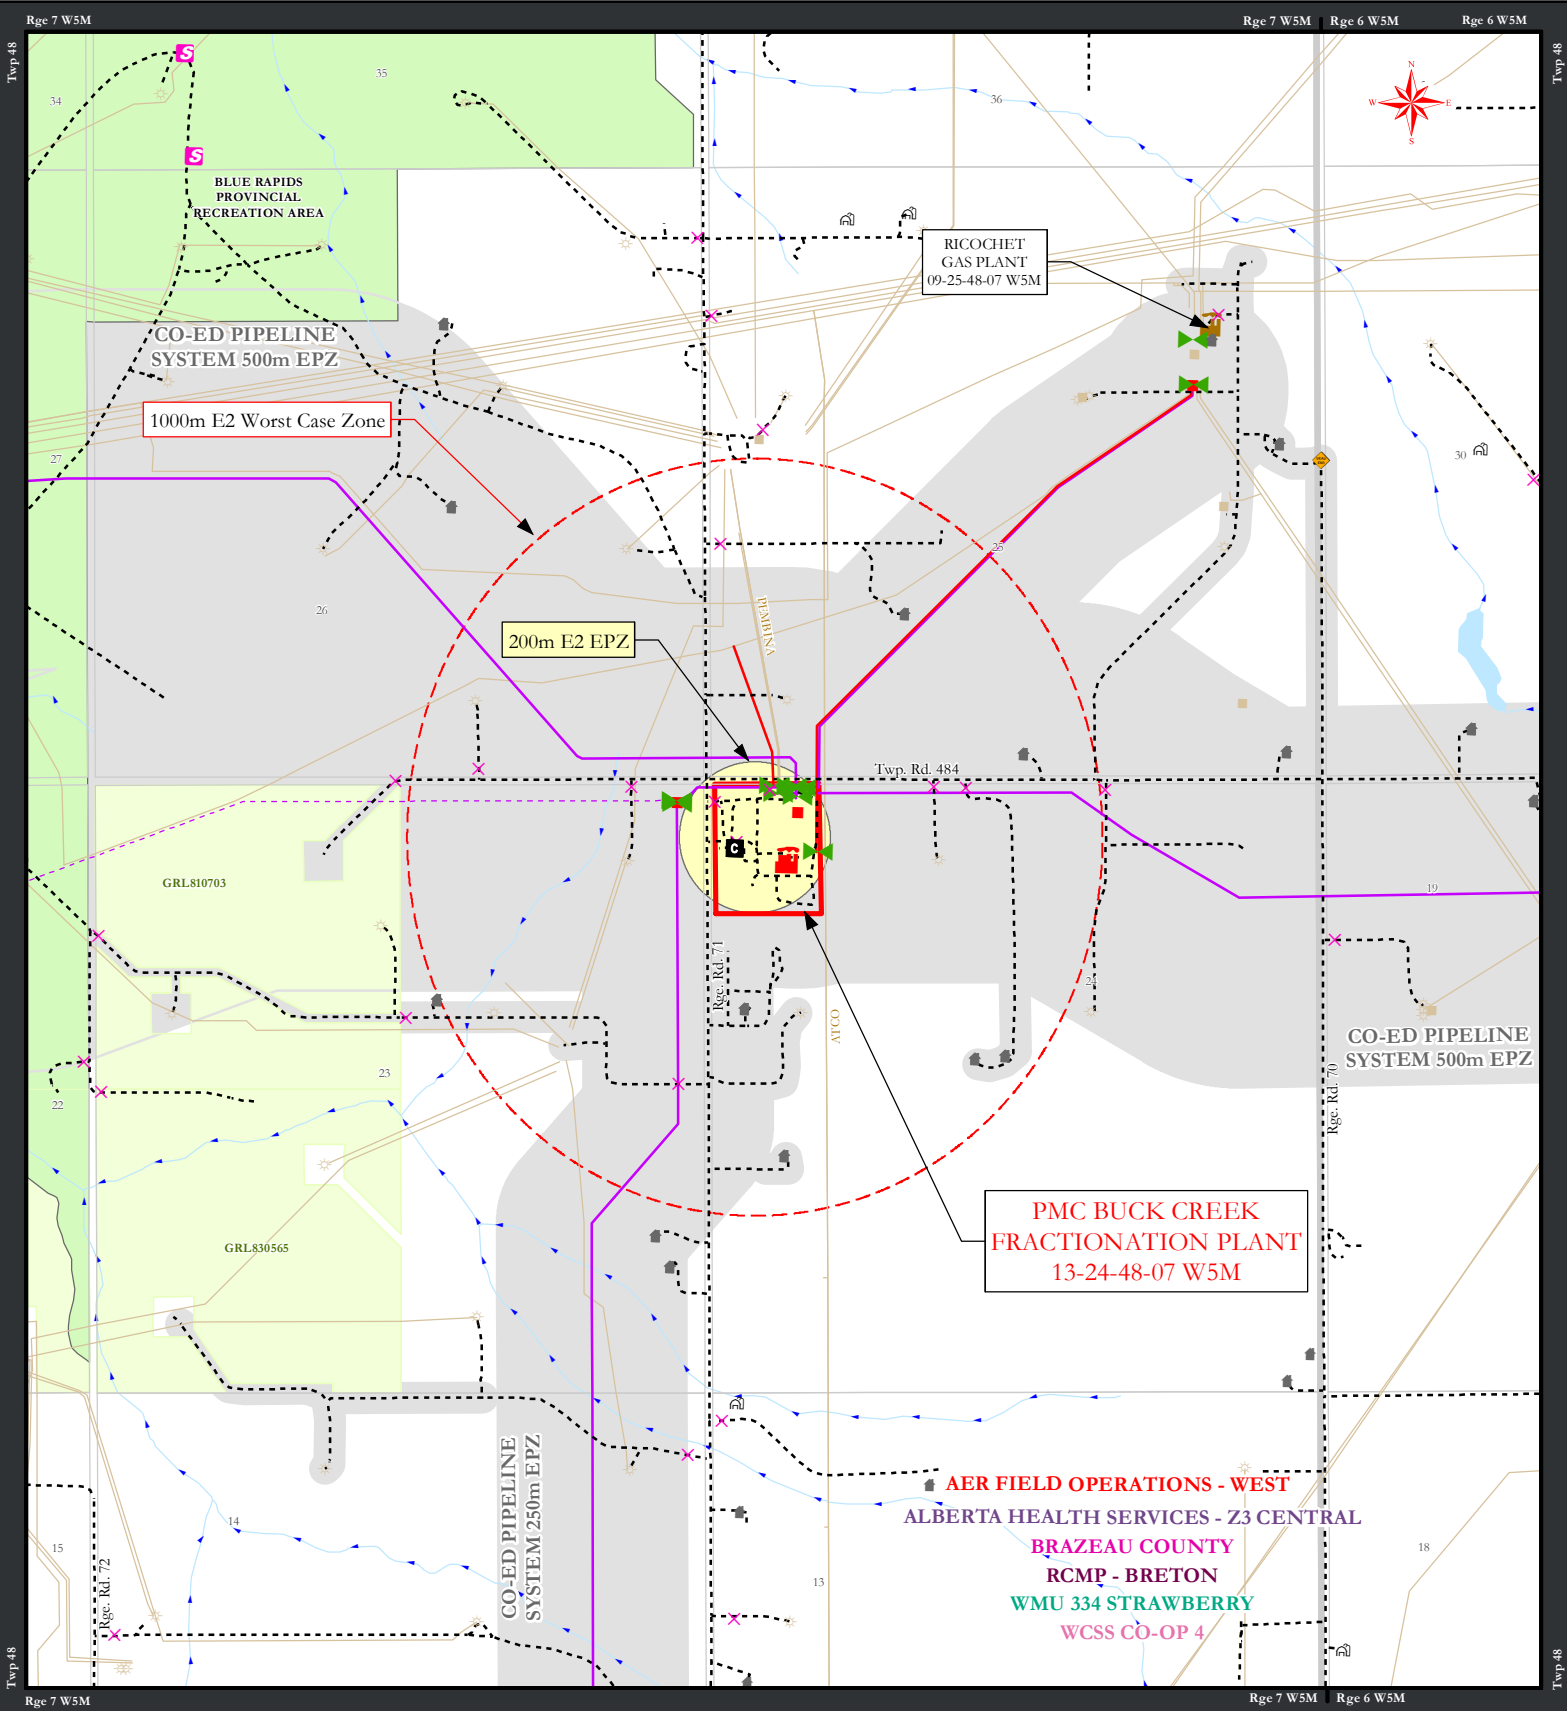 Rge 7 W5M
Rge 7 W5M
Rge 6 W5M
Rge 6 W5M
Twp 48
Twp 48
34
35
36
N
W
E
S
S
S
BLUE RAPIDS
PROVINCIAL
RECREATION AREA
RICOCHET
GAS PLANT
09-25-48-07 W5M
CO-ED PIPELINE
SYSTEM 500m EPZ
1000m E2 Worst Case Zone
27
30
25
26
PEMBINA
200m E2 EPZ
Twp. Rd. 484
C
GRL810703
19
Rge. Rd. 71
24
ATCO
CO-ED PIPELINE
SYSTEM 500m EPZ
23
22
Rge. Rd. 70
PMC BUCK CREEK
FRACTIONATION PLANT
13-24-48-07 W5M
GRL830565
CO-ED PIPELINE
SYSTEM 250m EPZ
AER FIELD OPERATIONS - WEST
ALBERTA HEALTH SERVICES - Z3 CENTRAL
BRAZEAU COUNTY
RCMP - BRETON
WMU 334 STRAWBERRY
WCSS CO-OP 4
14
15
13
18
Rge. Rd. 72
Twp 48
Twp 48
Rge 7 W5M
Rge 7 W5M
Rge 6 W5M